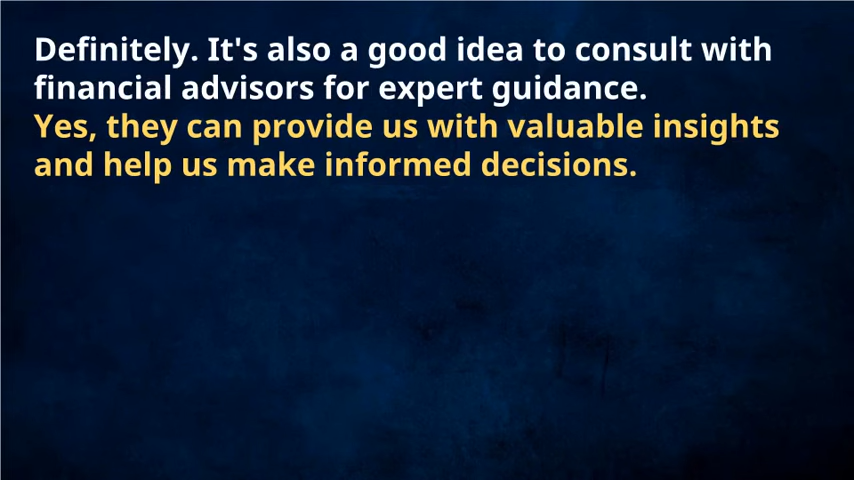 Definitely. It's also a good idea to consult with
financial advisors for expert guidance.
Yes, they can provide us with valuable insights
and help us make informed decisions.